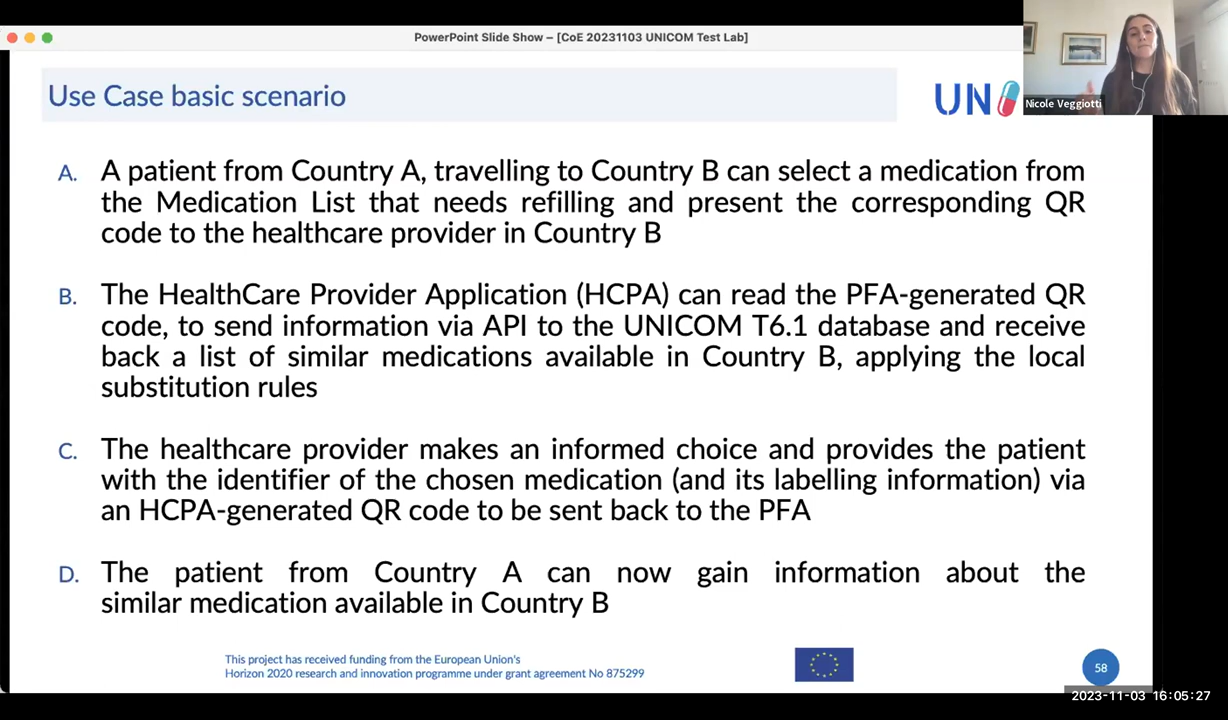 PowerPoint Slide Show – [CoE 20231103 UNICOM Test Lab]
Use Case basic scenario
UN
Nicole Veggiotti
A. A patient from Country A, travelling to Country B can select a medication from
the Medication List that needs refilling and present the corresponding QR
code to the healthcare provider in Country B
B. The HealthCare Provider Application (HCPA) can read the PFA-generated QR
code, to send information via API to the UNICOM T6.1 database and receive
back a list of similar medications available in Country B, applying the local
substitution rules
C. The healthcare provider makes an informed choice and provides the patient
with the identifier of the chosen medication (and its labelling information) via
an HCPA-generated QR code to be sent back to the PFA
D. The patient from Country A can now gain information about the
similar medication available in Country B
This project has received funding from the European Union's
Horizon 2020 research and innovation programme under grant agreement No 875299
58
2023-11-03 16:05:27